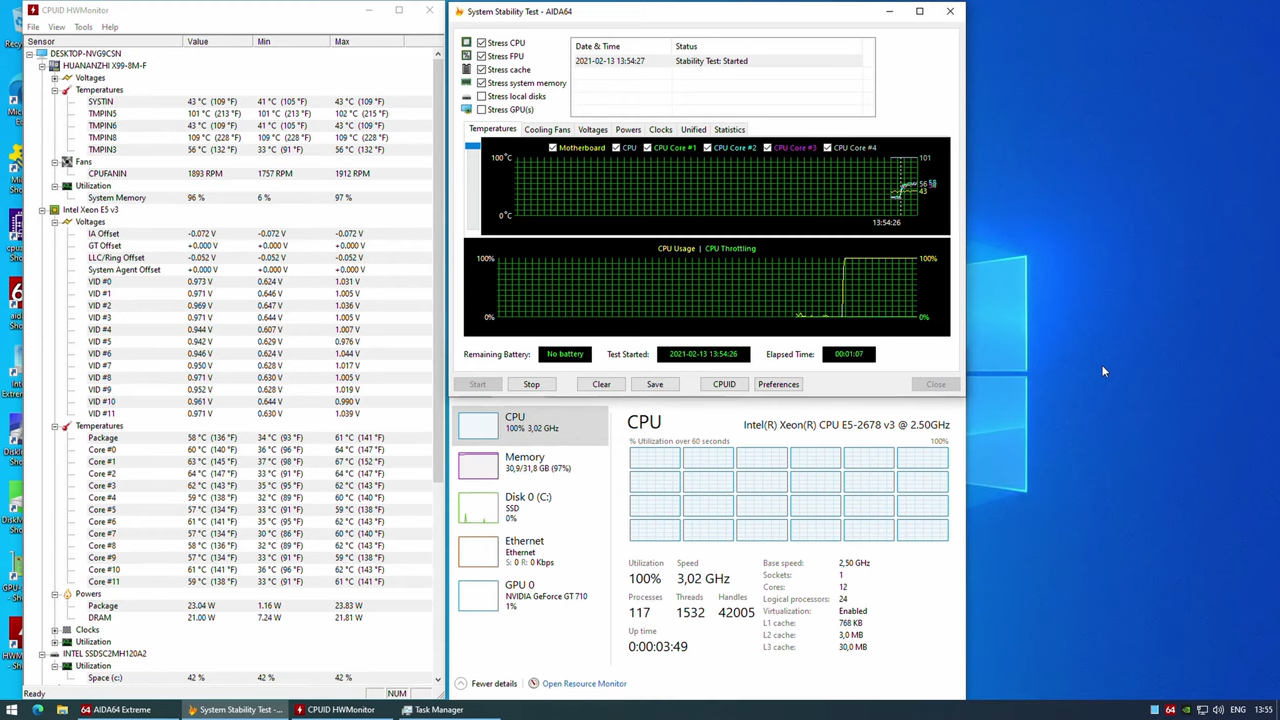 CPUID HWMonitor
File View Tools Help
Sensor Value Min Max
DESKTOP-NVG9CSN
HUANANZHI X99-8M-F
Voltages
Temperatures
SYSTIN 43 °C (109 °F) 41 °C (105 °F) 43 °C (109 °F)
TMPIN5 101 °C (213 °F) 101 °C (213 °F) 102 °C (215 °F)
TMPIN6 43 °C (109 °F) 41 °C (105 °F) 43 °C (109 °F)
TMPIN8 109 °C (228 °F) 109 °C (228 °F) 109 °C (228 °F)
TMPIN3 56 °C (132 °F) 33 °C (91 °F) 56 °C (132 °F)
Fans
CPUFANIN 1893 RPM 1757 RPM 1912 RPM
Utilization
System Memory 96 % 6 % 97 %
Intel Xeon E5 v3
Voltages
IA Offset -0.072 V -0.072 V -0.072 V
GT Offset +0.000 V +0.000 V +0.000 V
LLC/Ring Offset -0.052 V -0.052 V -0.052 V
System Agent Offset +0.000 V +0.000 V +0.000 V
VID #0 0.973 V 0.624 V 1.031 V
VID #1 0.971 V 0.646 V 1.005 V
VID #2 0.969 V 0.647 V 1.036 V
VID #3 0.971 V 0.644 V 1.005 V
VID #4 0.944 V 0.607 V 1.007 V
VID #5 0.942 V 0.629 V 0.976 V
VID #6 0.946 V 0.624 V 1.044 V
VID #7 0.950 V 0.628 V 1.017 V
VID #8 0.951 V 0.632 V 1.019 V
VID #9 0.952 V 0.630 V 1.019 V
VID #10 0.961 V 0.644 V 0.990 V
VID #11 0.971 V 0.630 V 1.039 V
Temperatures
Package 58 °C (136 °F) 34 °C (93 °F) 61 °C (141 °F)
Core #0 60 °C (140 °F) 36 °C (96 °F) 64 °C (147 °F)
Core #1 63 °C (145 °F) 37 °C (98 °F) 67 °C (152 °F)
Core #2 62 °C (143 °F) 36 °C (96 °F) 64 °C (147 °F)
Core #3 62 °C (143 °F) 35 °C (95 °F) 62 °C (143 °F)
Core #4 59 °C (138 °F) 32 °C (89 °F) 60 °C (140 °F)
Core #5 57 °C (134 °F) 33 °C (91 °F) 59 °C (138 °F)
Core #6 61 °C (141 °F) 35 °C (95 °F) 62 °C (143 °F)
Core #7 57 °C (134 °F) 30 °C (86 °F) 60 °C (140 °F)
Core #8 61 °C (141 °F) 32 °C (89 °F) 62 °C (143 °F)
Core #9 57 °C (134 °F) 33 °C (91 °F) 59 °C (138 °F)
Core #10 61 °C (141 °F) 36 °C (96 °F) 61 °C (141 °F)
Core #11 59 °C (138 °F) 33 °C (91 °F) 61 °C (141 °F)
Powers
Package 23.04 W 1.16 W 23.83 W
DRAM 21.00 W 7.24 W 21.81 W
Clocks
Utilization
INTEL SSDSC2MH120A2
Utilization
Space (c:) 42 % 42 % 42 %
Ready NUM
System Stability Test - AIDA64
Stress CPU
Stress FPU
Stress cache
Stress system memory
Stress local disks
Stress GPU(s)
Date & Time Status
2021-02-13 13:54:27 Stability Test: Started
Temperatures Cooling Fans Voltages Powers Clocks Unified Statistics
Motherboard CPU CPU Core #1 CPU Core #2 CPU Core #3 CPU Core #4
100°C 101
56 58
43
0°C
13:54:26
CPU Usage | CPU Throttling
100% 100%
0% 0%
Remaining Battery: No battery Test Started: 2021-02-13 13:54:26 Elapsed Time: 00:01:07
Start Stop Clear Save CPUID Preferences Close
CPU
100% 3,02 GHz
Memory
30,9/31,8 GB (97%)
Disk 0 (C:)
SSD
0%
Ethernet
Ethernet
S: 0 R: 0 Kbps
GPU 0
NVIDIA GeForce GT 710
1%
CPU Intel(R) Xeon(R) CPU E5-2678 v3 @ 2.50GHz
% Utilization over 60 seconds 100%
Utilization Speed
100% 3,02 GHz
Processes Threads Handles
117 1532 42005
Up time
0:00:03:49
Base speed: 2,50 GHz
Sockets: 1
Cores: 12
Logical processors: 24
Virtualization: Enabled
L1 cache: 768 KB
L2 cache: 3,0 MB
L3 cache: 30,0 MB
Fewer details Open Resource Monitor
64 AIDA64 Extreme System Stability Test -... CPUID HWMonitor Task Manager 64 ENG 13:55